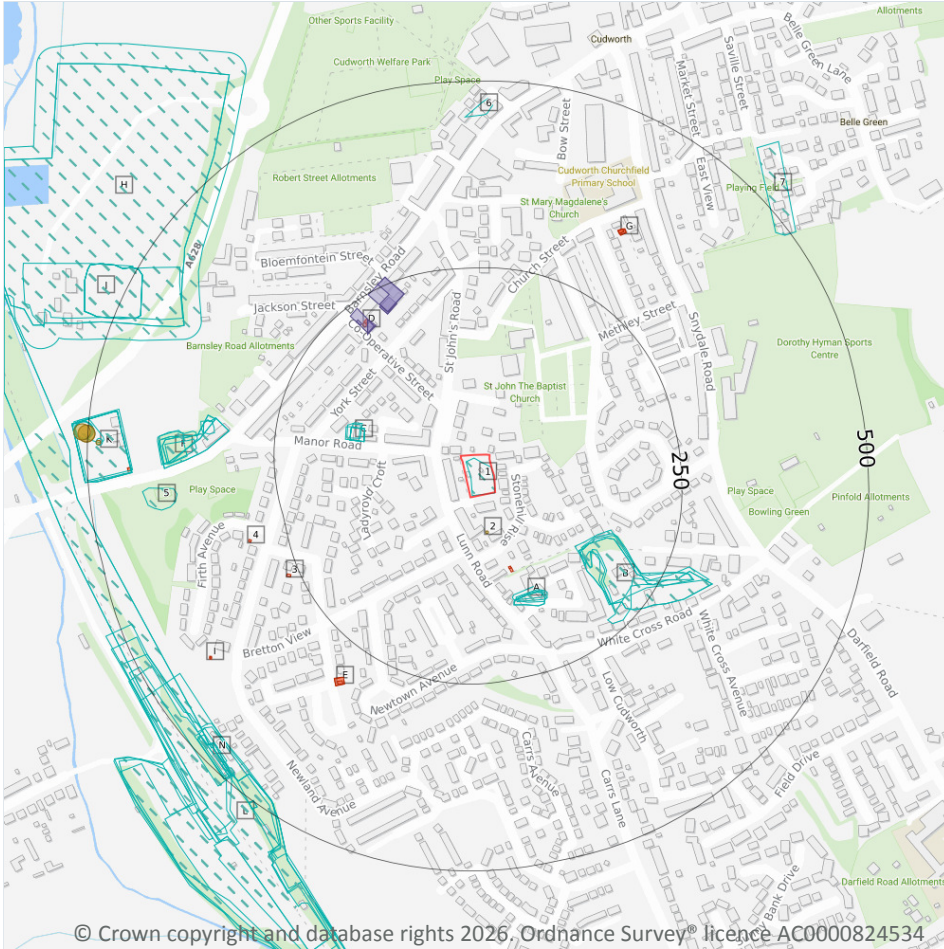 Other Sports Facility
Allotments
Belle Green Lane
Cudworth
Saville Street
Market Street
Cudworth Welfare Park
Play Space
6
Bow Street
Belle Green
East View
Cudworth Churchfield
Primary School
H
Robert Street Allotments
7
Playing Field
St Mary Magdalene's
Church
G
A628
Bloemfontein Street
Barnsley Road
Church Street
J
Jackson Street
D
Co-operative Street
St John's Road
Methley Street
Snydale Road
Barnsley Road Allotments
Dorothy Hyman Sports
Centre
York Street
St John The Baptist
Church
K
F
Manor Road
500
250
1
Ladyroyd Croft
Stonehill Rise
5
Play Space
Play Space
Pinfold Allotments
Bowling Green
2
4
Firth Avenue
Lunn Road
3
B
A
White Cross Road
White Cross Avenue
Bretton View
I
Darfield Road
E
Newtown Avenue
Low Cudworth
N
Carrs Avenue
Field Drive
Newland Avenue
Carrs Lane
L
Bank Drive
Darfield Road Allotments
© Crown copyright and database rights 2026. Ordnance Survey® licence AC0000824534